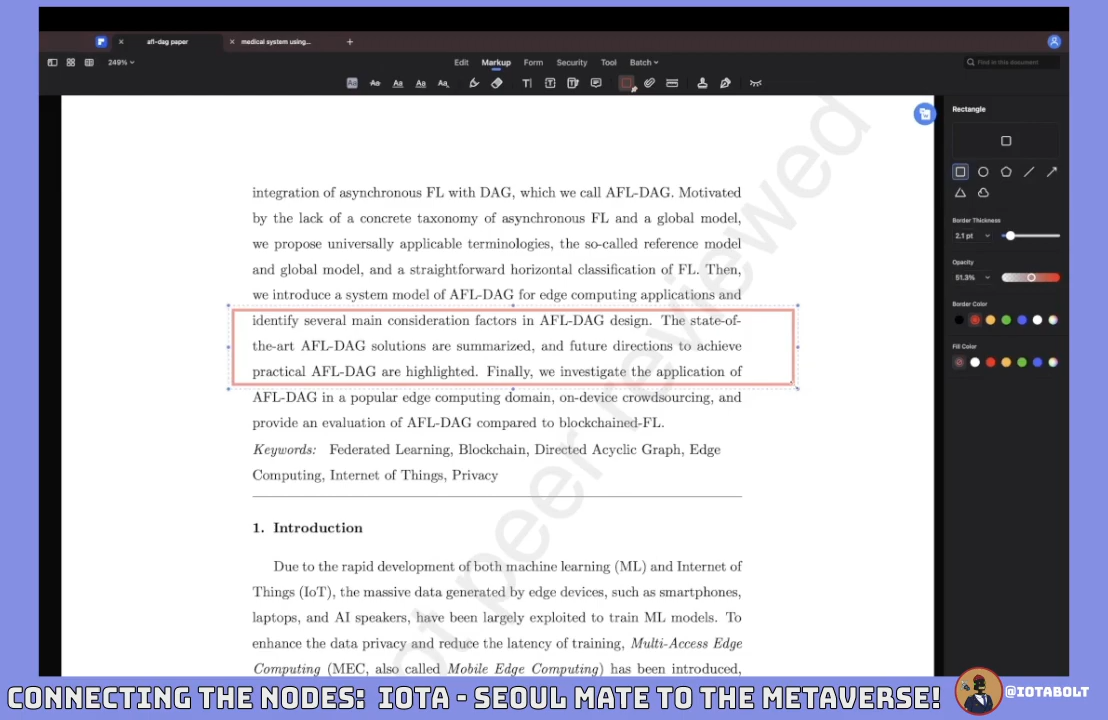 afl-dag paper
medical system using...
249%
Edit Markup Form Security Tool Batch
Find in this document
Rectangle
Border Thickness
2.1 pt
Opacity
51.3%
Border Color
Fill Color
integration of asynchronous FL with DAG, which we call AFL-DAG. Motivated
by the lack of a concrete taxonomy of asynchronous FL and a global model,
we propose universally applicable terminologies, the so-called reference model
and global model, and a straightforward horizontal classification of FL. Then,
we introduce a system model of AFL-DAG for edge computing applications and
identify several main consideration factors in AFL-DAG design. The state-of-
the-art AFL-DAG solutions are summarized, and future directions to achieve
practical AFL-DAG are highlighted. Finally, we investigate the application of
AFL-DAG in a popular edge computing domain, on-device crowdsourcing, and
provide an evaluation of AFL-DAG compared to blockchained-FL.
Keywords: Federated Learning, Blockchain, Directed Acyclic Graph, Edge
Computing, Internet of Things, Privacy
1. Introduction
Due to the rapid development of both machine learning (ML) and Internet of
Things (IoT), the massive data generated by edge devices, such as smartphones,
laptops, and AI speakers, have been largely exploited to train ML models. To
enhance the data privacy and reduce the latency of training, Multi-Access Edge
Computing (MEC, also called Mobile Edge Computing) has been introduced,
ot peer reviewed
CONNECTING THE NODES: IOTA - SEOUL MATE TO THE METAVERSE!
@IOTABOLT